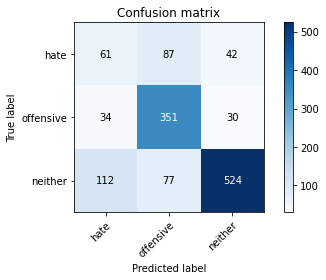 Confusion matrix
hate 61 87 42
offensive 34 351 30
neither 112 77 524
hate offensive neither
True label
Predicted label
500
400
300
200
100